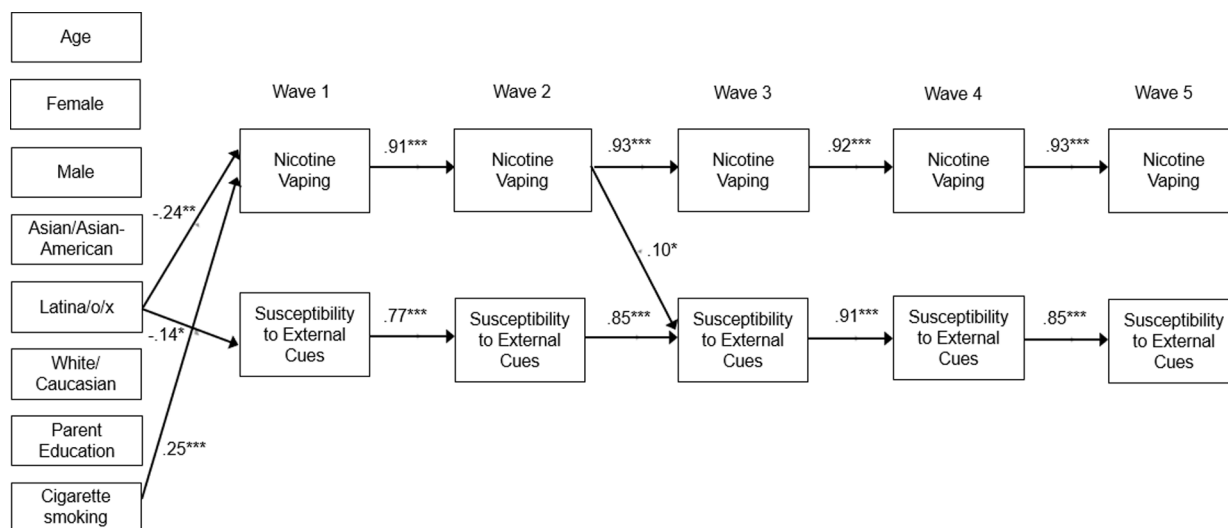 Age
Female
Male
Asian/Asian-
American
Latina/o/x
White/
Caucasian
Parent
Education
Cigarette
smoking
Wave 1
Wave 2
Wave 3
Wave 4
Wave 5
Nicotine
Vaping
.91***
Nicotine
Vaping
.93***
Nicotine
Vaping
.92***
Nicotine
Vaping
.93***
Nicotine
Vaping
-.24**
-.14*
.25***
.10*
Susceptibility
to External
Cues
.77***
Susceptibility
to External
Cues
.85***
Susceptibility
to External
Cues
.91***
Susceptibility
to External
Cues
.85***
Susceptibility
to External
Cues